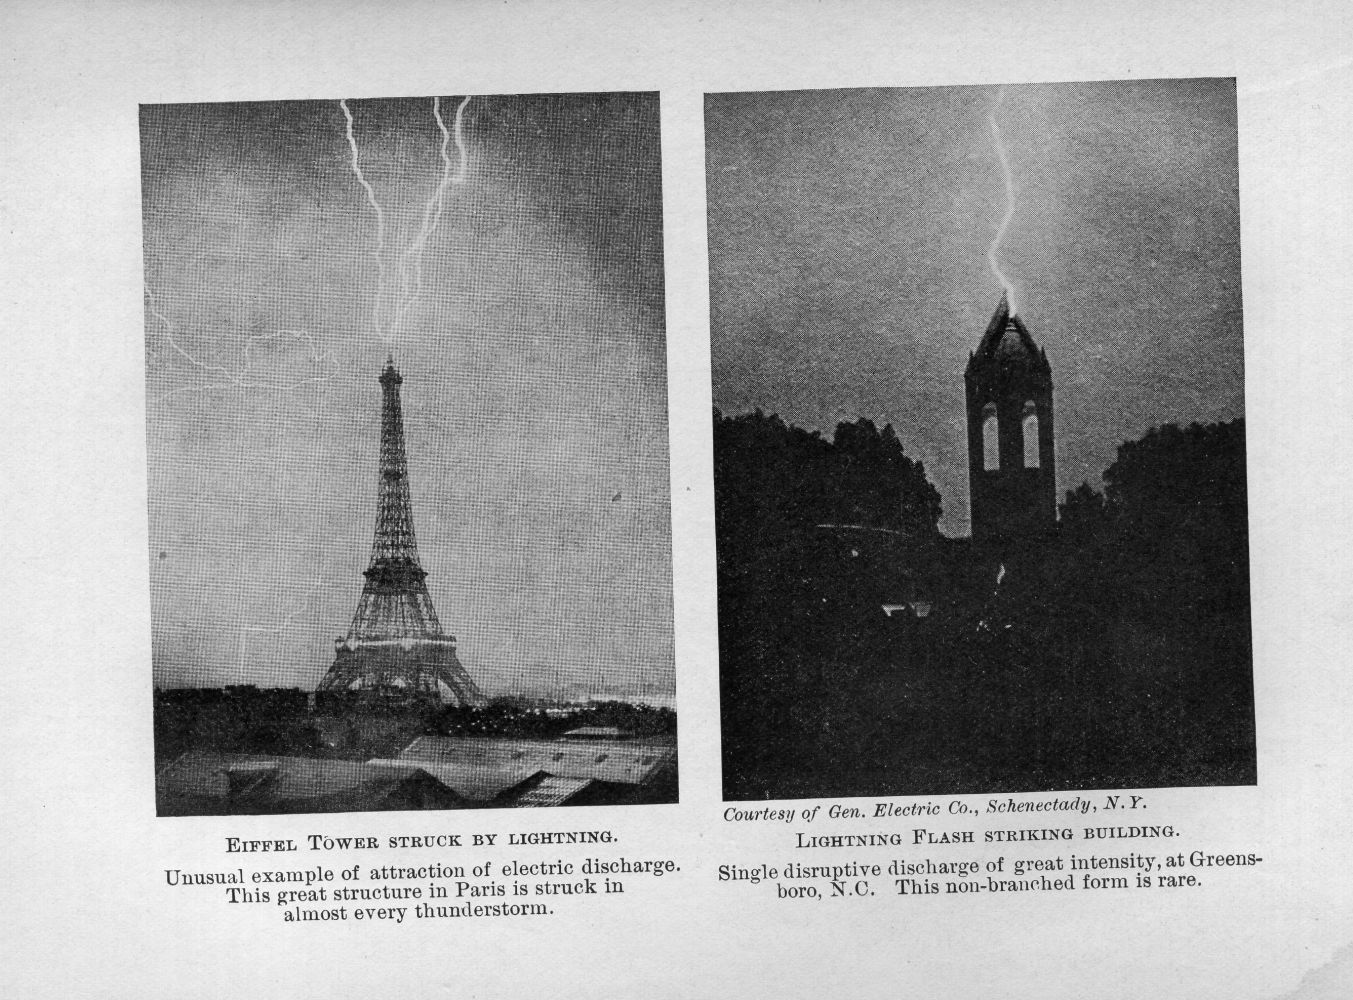 EIFFEL TOWER STRUCK BY LIGHTNING.
Unusual example of attraction of electric discharge.
This great structure in Paris is struck in
almost every thunderstorm.
Courtesy of Gen. Electric Co., Schenectady, N.Y.
LIGHTNING FLASH STRIKING BUILDING.
Single disruptive discharge of great intensity, at Greens-
boro, N.C. This non-branched form is rare.